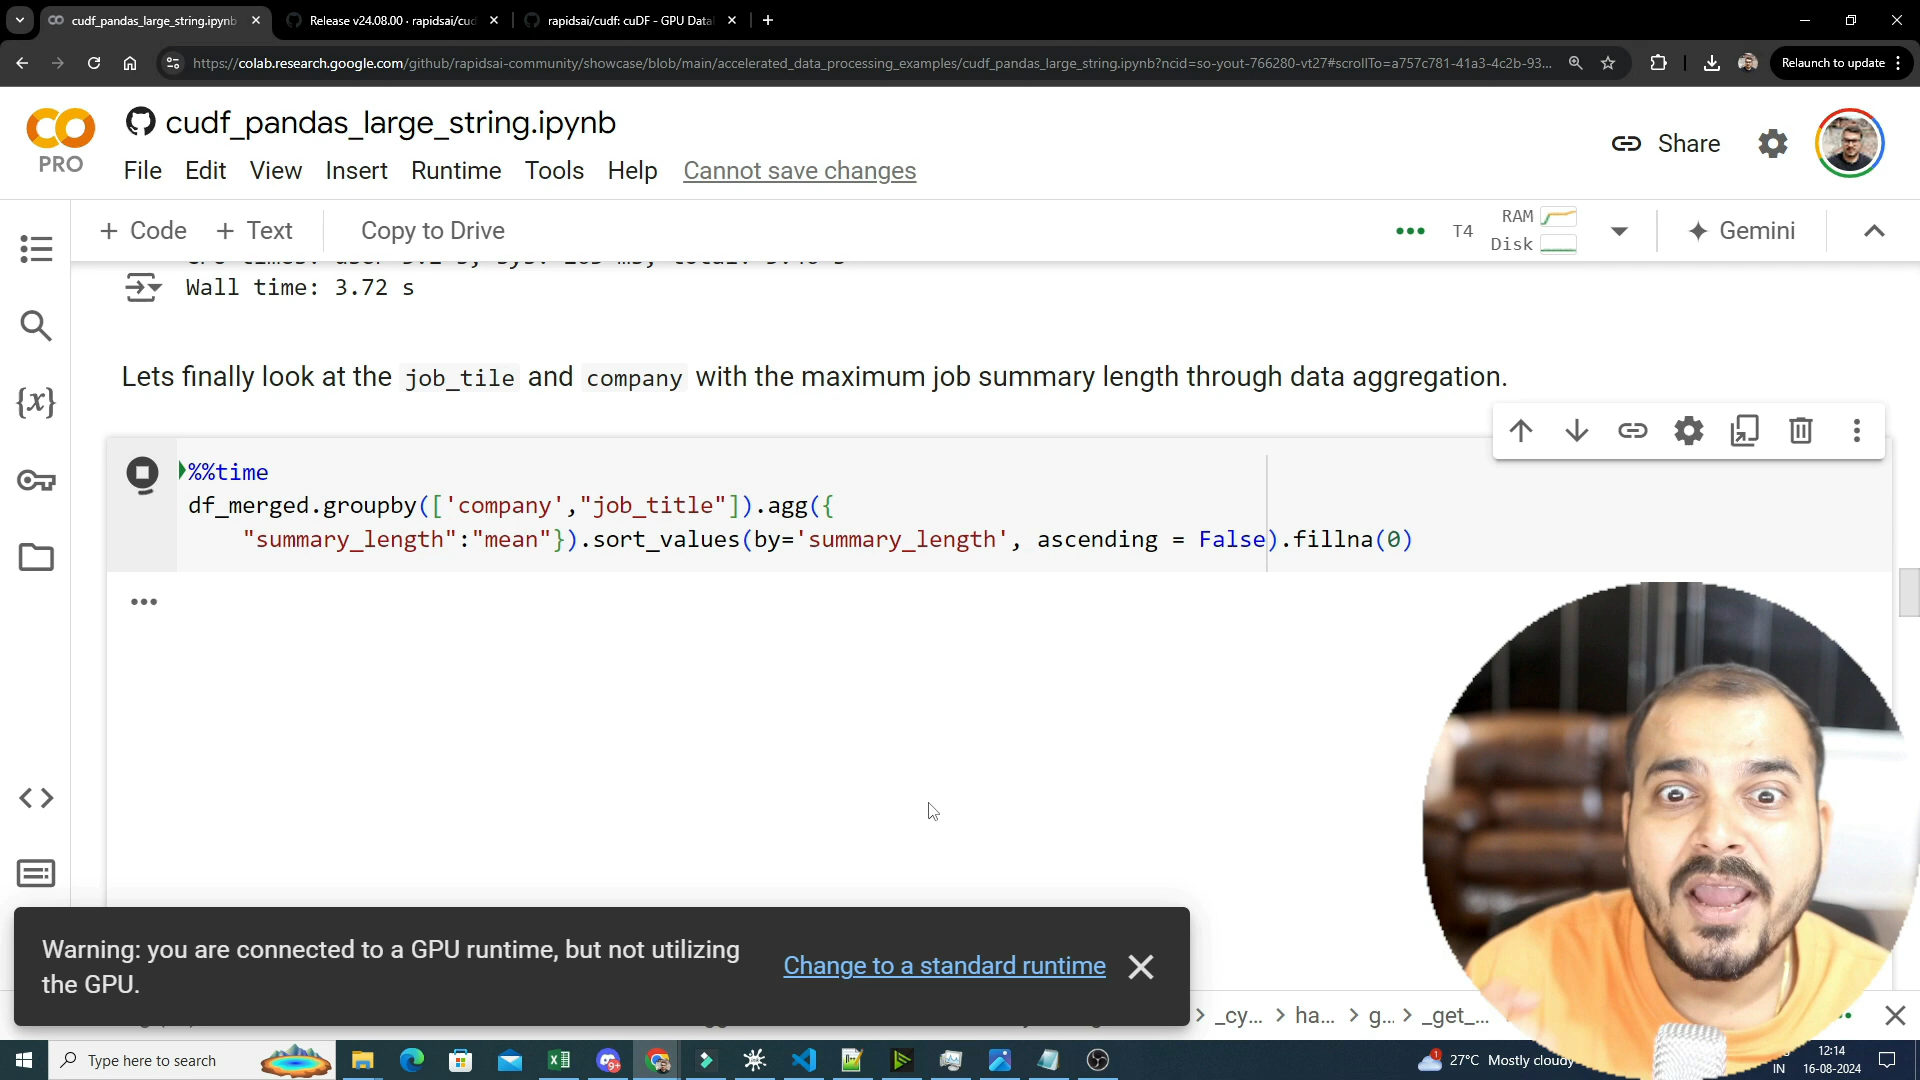 cudf_pandas_large_string.ipynb
Release v24.08.00 · rapidsai/cud
rapidsai/cudf: cuDF - GPU Data
https://colab.research.google.com/github/rapidsai-community/showcase/blob/main/accelerated_data_processing_examples/cudf_pandas_large_string.ipynb?ncid=so-yout-766280-vt27#scrollTo=a757c781-41a3-4c2b-93...
Relaunch to update
PRO
cudf_pandas_large_string.ipynb
Share
File Edit View Insert Runtime Tools Help Cannot save changes
+ Code + Text Copy to Drive
T4
RAM
Disk
Gemini
Wall time: 3.72 s
Lets finally look at the job_tile and company with the maximum job summary length through data aggregation.
%%time
df_merged.groupby(['company',"job_title"]).agg({
"summary_length":"mean"}).sort_values(by='summary_length', ascending = False).fillna(0)
{x}
Warning: you are connected to a GPU runtime, but not utilizing
the GPU.
Change to a standard runtime
_cy... > ha... > g... > _get_...
Type here to search
27°C Mostly cloudy
12:14
IN
16-08-2024